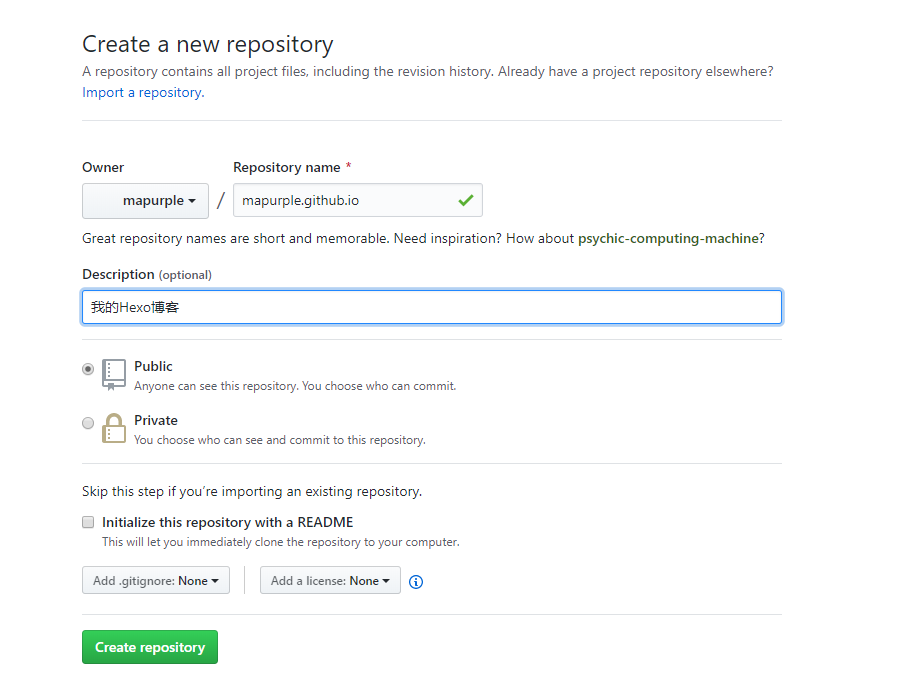 Create a new repository
A repository contains all project files, including the revision history. Already have a project repository elsewhere?
Import a repository.
Owner
Repository name *
mapurple
/
mapurple.github.io
Great repository names are short and memorable. Need inspiration? How about psychic-computing-machine?
Description (optional)
我的Hexo博客
Public
Anyone can see this repository. You choose who can commit.
Private
You choose who can see and commit to this repository.
Skip this step if you’re importing an existing repository.
Initialize this repository with a README
This will let you immediately clone the repository to your computer.
Add .gitignore: None
Add a license: None
Create repository